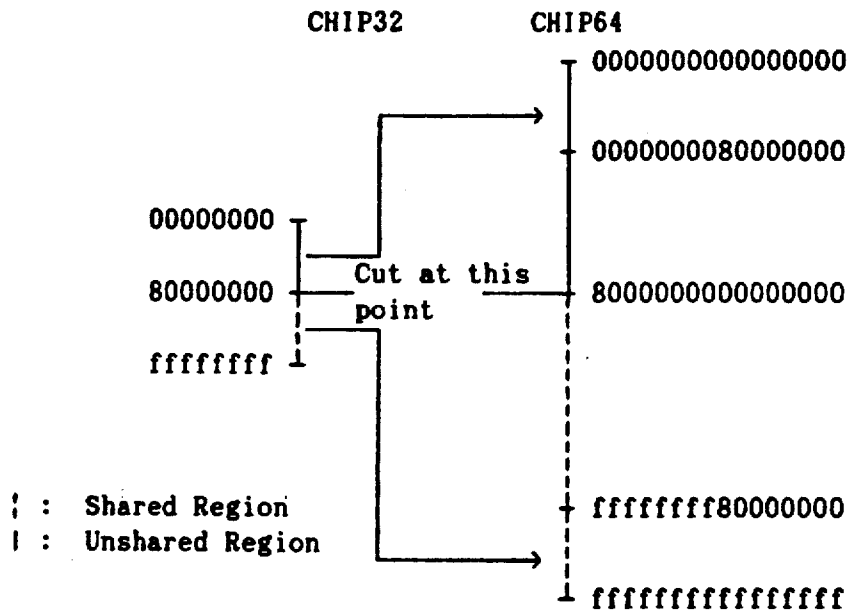 CHIP32 CHIP64
0000000000000000
0000000080000000
00000000
Cut at this
80000000 8000000000000000
point
ffffffff
¦ : Shared Region ffffffff80000000
| : Unshared Region
ffffffffffffffff